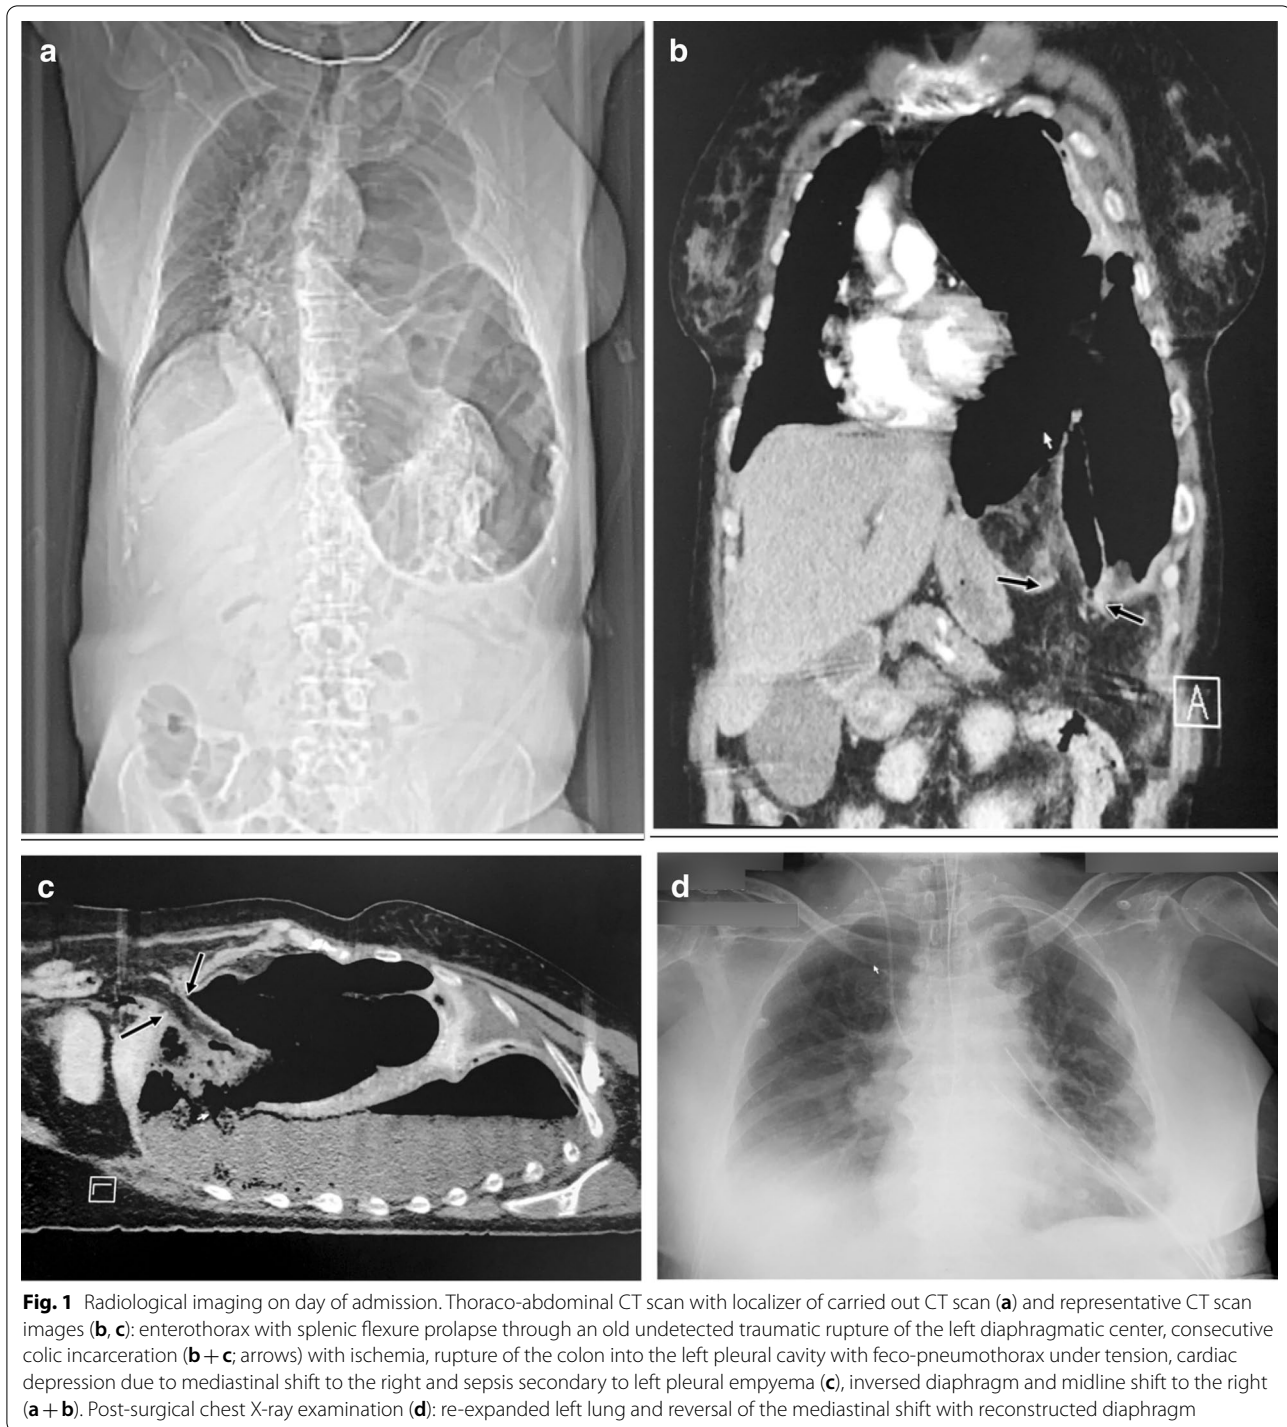 a
b
A
c
L
d
Fig. 1 Radiological imaging on day of admission. Thoraco-abdominal CT scan with localizer of carried out CT scan (a) and representative CT scan
images (b, c): enterothorax with splenic flexure prolapse through an old undetected traumatic rupture of the left diaphragmatic center, consecutive
colic incarceration (b + c; arrows) with ischemia, rupture of the colon into the left pleural cavity with feco-pneumothorax under tension, cardiac
depression due to mediastinal shift to the right and sepsis secondary to left pleural empyema (c), inversed diaphragm and midline shift to the right
(a + b). Post-surgical chest X-ray examination (d): re-expanded left lung and reversal of the mediastinal shift with reconstructed diaphragm